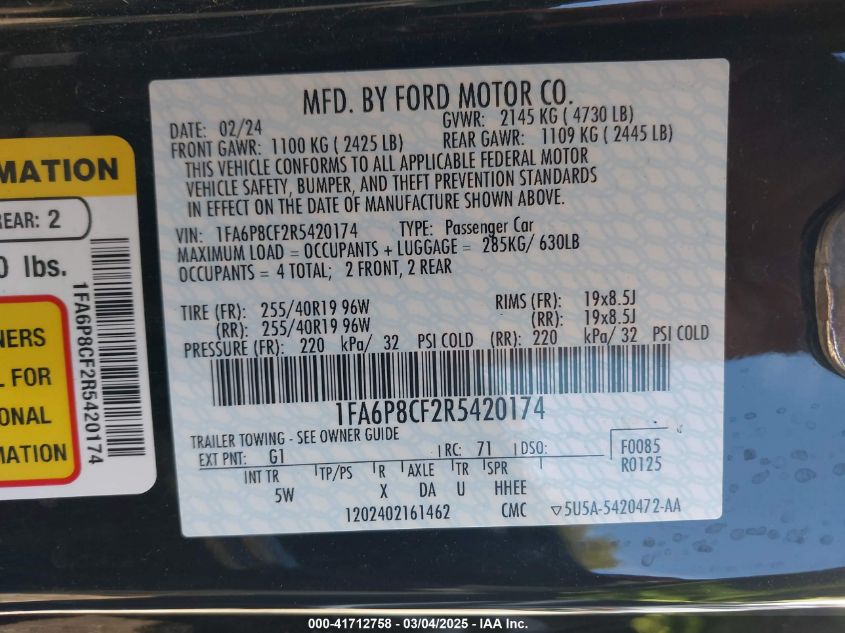 MFD. BY FORD MOTOR CO.
DATE: 02/24 GVWR: 2145 KG ( 4730 LB)
FRONT GAWR: 1100 KG ( 2425 LB) REAR GAWR: 1109 KG ( 2445 LB)
THIS VEHICLE CONFORMS TO ALL APPLICABLE FEDERAL MOTOR
VEHICLE SAFETY, BUMPER, AND THEFT PREVENTION STANDARDS
IN EFFECT ON THE DATE OF MANUFACTURE SHOWN ABOVE.
VIN: 1FA6P8CF2R5420174 TYPE: Passenger Car
MAXIMUM LOAD = OCCUPANTS + LUGGAGE = 285KG/ 630LB
OCCUPANTS = 4 TOTAL; 2 FRONT, 2 REAR
TIRE (FR): 255/40R19 96W RIMS (FR): 19x8.5J
(RR): 255/40R19 96W (RR): 19x8.5J
PRESSURE (FR): 220 kPa/ 32 PSI COLD (RR): 220 kPa/ 32 PSI COLD
1FA6P8CF2R5420174
TRAILER TOWING - SEE OWNER GUIDE
EXT PNT: G1 RC: 71 DSO: F0085
R0125
INT TR TP/PS R AXLE TR SPR
5W X DA U HHEE
1202402161462 CMC 5U5A-5420472-AA
MATION
REAR: 2
0 lbs.
NERS
L FOR
ONAL
MATION
1FA6P8CF2R5420174
000-41712758 - 03/04/2025 - IAA Inc.